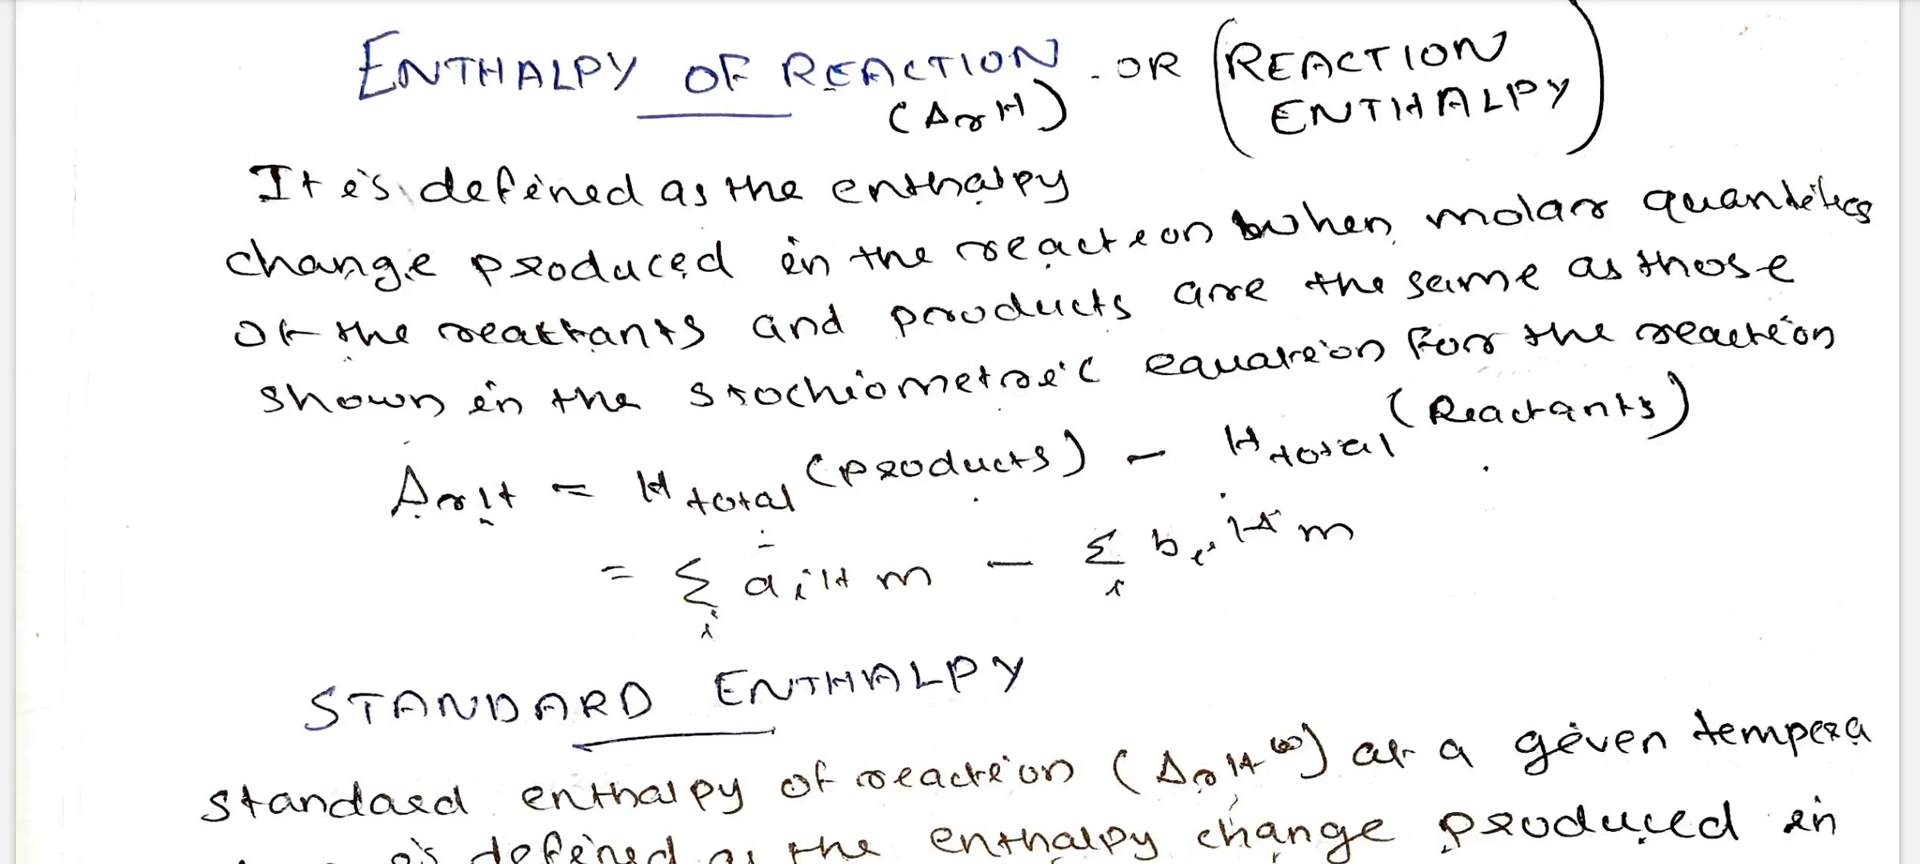 ENTHALPY OF REACTION . OR (REACTION ENTHALPY)
(ΔrH)
It is defined as the enthalpy
change produced in the reaction when molar quantities
of the reactants and products are the same as those
shown in the stochiometric equation for the reaction
ΔrH = H total (products) - H total (Reactants)
= Σ i a i H m - Σ i b i H m
STANDARD ENTHALPY
standard enthalpy of reaction (ΔrH⊖) at a given tempera
is defined as the enthalpy change produced in